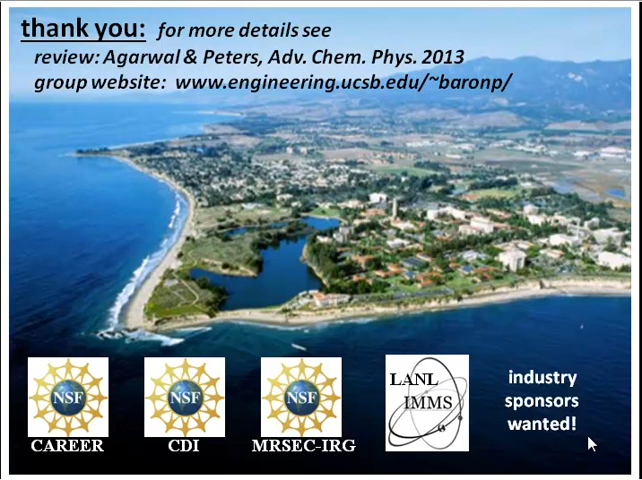 thank you: for more details see
review: Agarwal & Peters, Adv. Chem. Phys. 2013
group website: www.engineering.ucsb.edu/~baronp/
NSF
CAREER
NSF
CDI
NSF
MRSEC-IRG
LANL
IMMS
industry
sponsors
wanted!